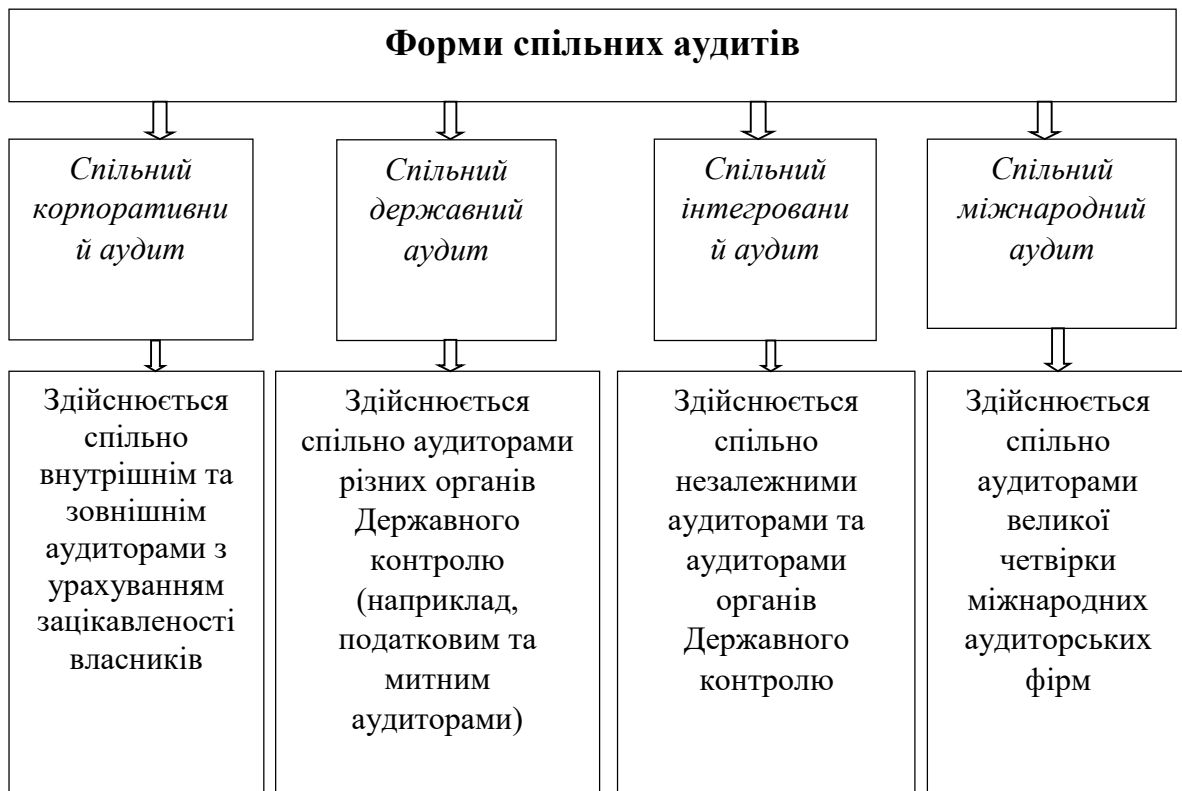 Форми спільних аудитів
Спільний
корпоративни
й аудит
Спільний
державний
аудит
Спільний
інтегровани
й аудит
Спільний
міжнародний
аудит
Здійснюється
спільно
внутрішнім та
зовнішнім
аудиторами з
урахуванням
зацікавленості
власників
Здійснюється
спільно аудиторами
різних органів
Державного
контролю
(наприклад,
податковим та
митним
аудиторами)
Здійснюється
спільно
незалежними
аудиторами та
аудиторами
органів
Державного
контролю
Здійснюється
спільно
аудиторами
великої
четвірки
міжнародних
аудиторських
фірм